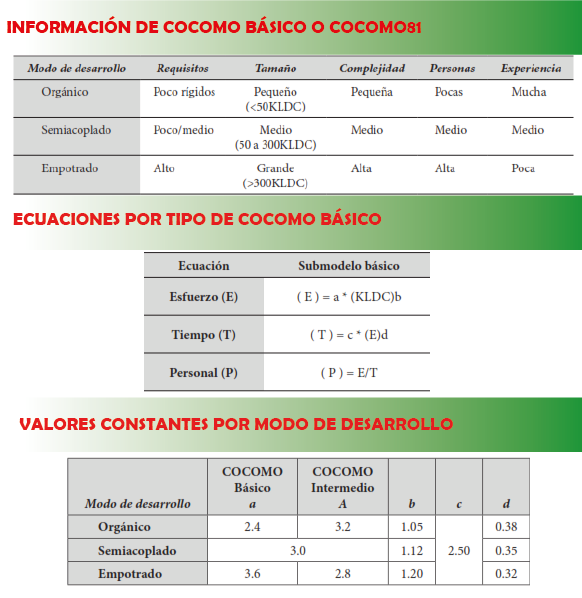 INFORMACIÓN DE COCOMO BÁSICO O COCOMO81
Modo de desarrollo Requisitos Tamaño Complejidad Personas Experiencia
Orgánico Poco rígidos Pequeño Pequeña Pocas Mucha
(<50KLDC)
Semiacoplado Poco/medio Medio Medio Medio Medio
(50 a 300KLDC)
Empotrado Alto Grande Alta Alta Poca
(>300KLDC)
ECUACIONES POR TIPO DE COCOMO BÁSICO
Ecuación Submodelo básico
Esfuerzo (E) ( E ) = a * (KLDC)b
Tiempo (T) ( T ) = c * (E)d
Personal (P) ( P ) = E/T
VALORES CONSTANTES POR MODO DE DESARROLLO
COCOMO COCOMO
Básico Intermedio
Modo de desarrollo a A b c d
Orgánico 2.4 3.2 1.05 0.38
Semiacoplado 3.0 1.12 2.50 0.35
Empotrado 3.6 2.8 1.20 0.32